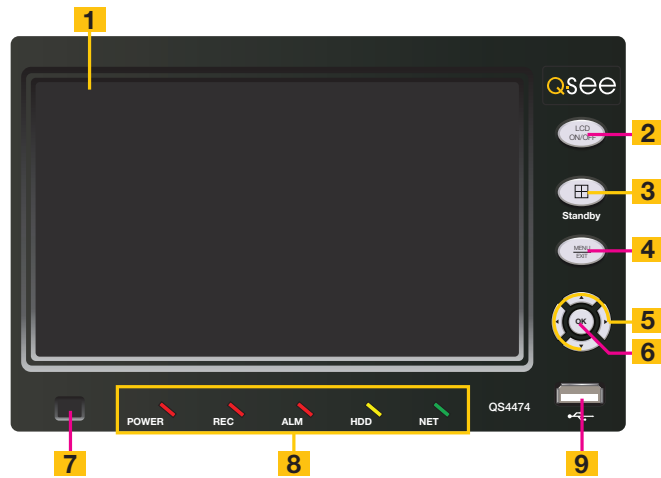 1
Q-See
LCD
ON/OFF
2
3
Standby
MENU
EXIT
4
5
OK
6
POWER
REC
ALM
HDD
NET
QS4474
7
8
9